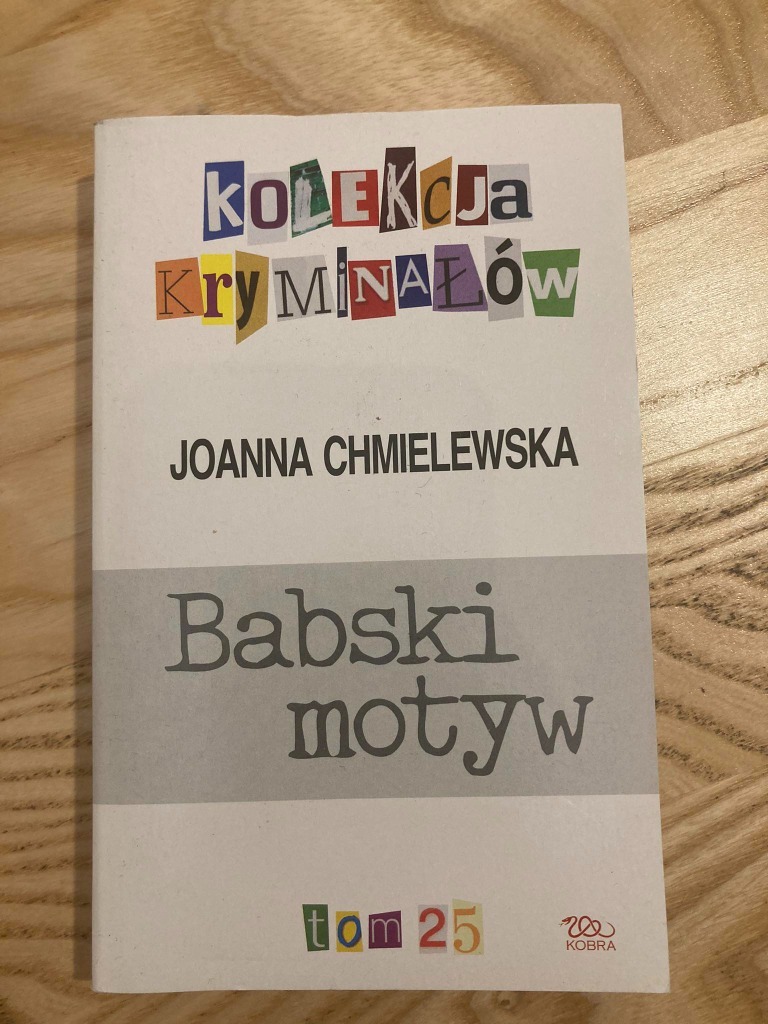 KOLEKCJA
KRYMINAŁÓW
JOANNA CHMIELEWSKA
Babski
motyw
tom 25
KOBRA